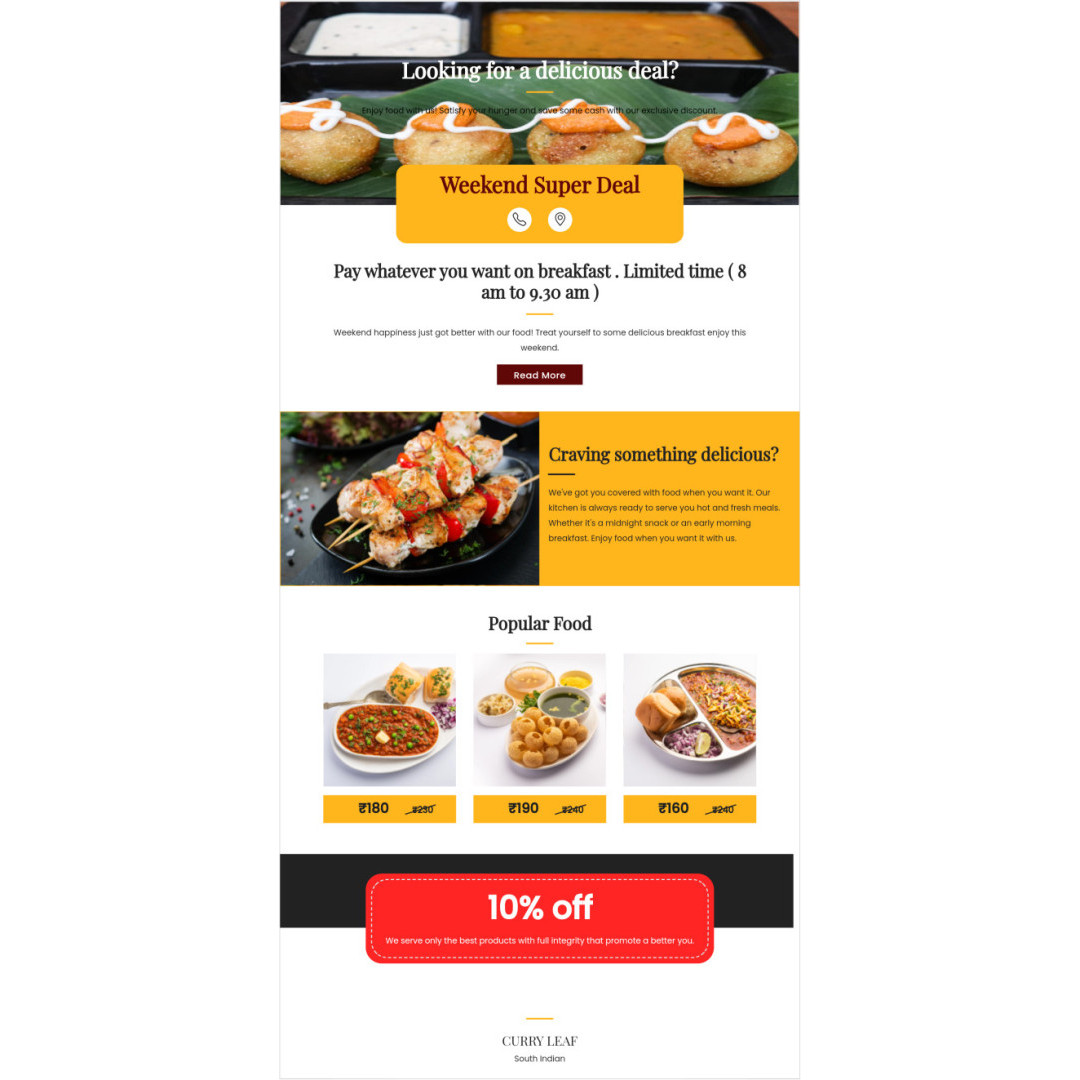 Looking for a delicious deal?
Enjoy food with us! Satisfy your hunger and save some cash with our exclusive discount.
Weekend Super Deal
Pay whatever you want on breakfast . Limited time ( 8
am to 9.30 am )
Weekend happiness just got better with our food! Treat yourself to some delicious breakfast enjoy this
weekend.
Read More
Craving something delicious?
We've got you covered with food when you want it. Our
kitchen is always ready to serve you hot and fresh meals.
Whether it's a midnight snack or an early morning
breakfast. Enjoy food when you want it with us.
Popular Food
₹180 ₹230 ₹190 ₹240 ₹160 ₹240
10% off
We serve only the best products with full integrity that promote a better you.
CURRY LEAF
South Indian